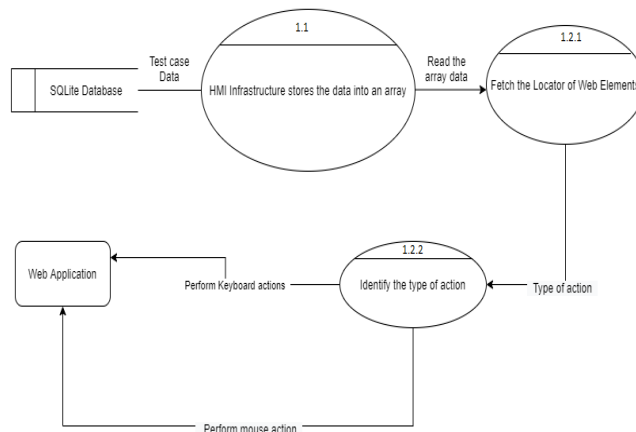 1.1
1.2.1
Test case
Data
Read the
array data
SQLite Database
HMI Infrastructure stores the data into an array
Fetch the Locator of Web Elements
1.2.2
Web Application
Perform Keyboard actions
Identify the type of action
Type of action
Perform mouse action